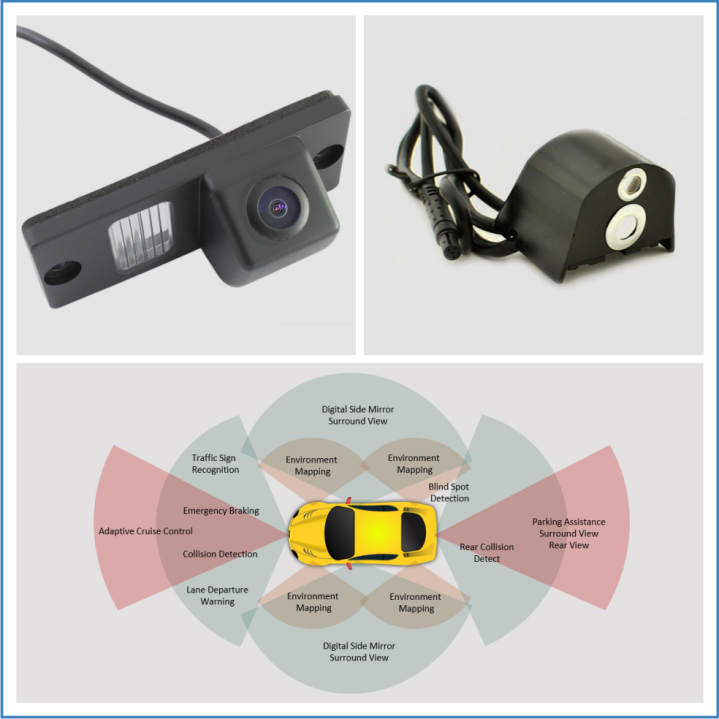 Digital Side Mirror
Surround View
Traffic Sign
Recognition
Environment
Mapping
Environment
Mapping
Blind Spot
Detection
Emergency Braking
Adaptive Cruise Control
Collision Detection
Parking Assistance
Surround View
Rear View
Rear Collision
Detect
Lane Departure
Warning
Environment
Mapping
Environment
Mapping
Digital Side Mirror
Surround View